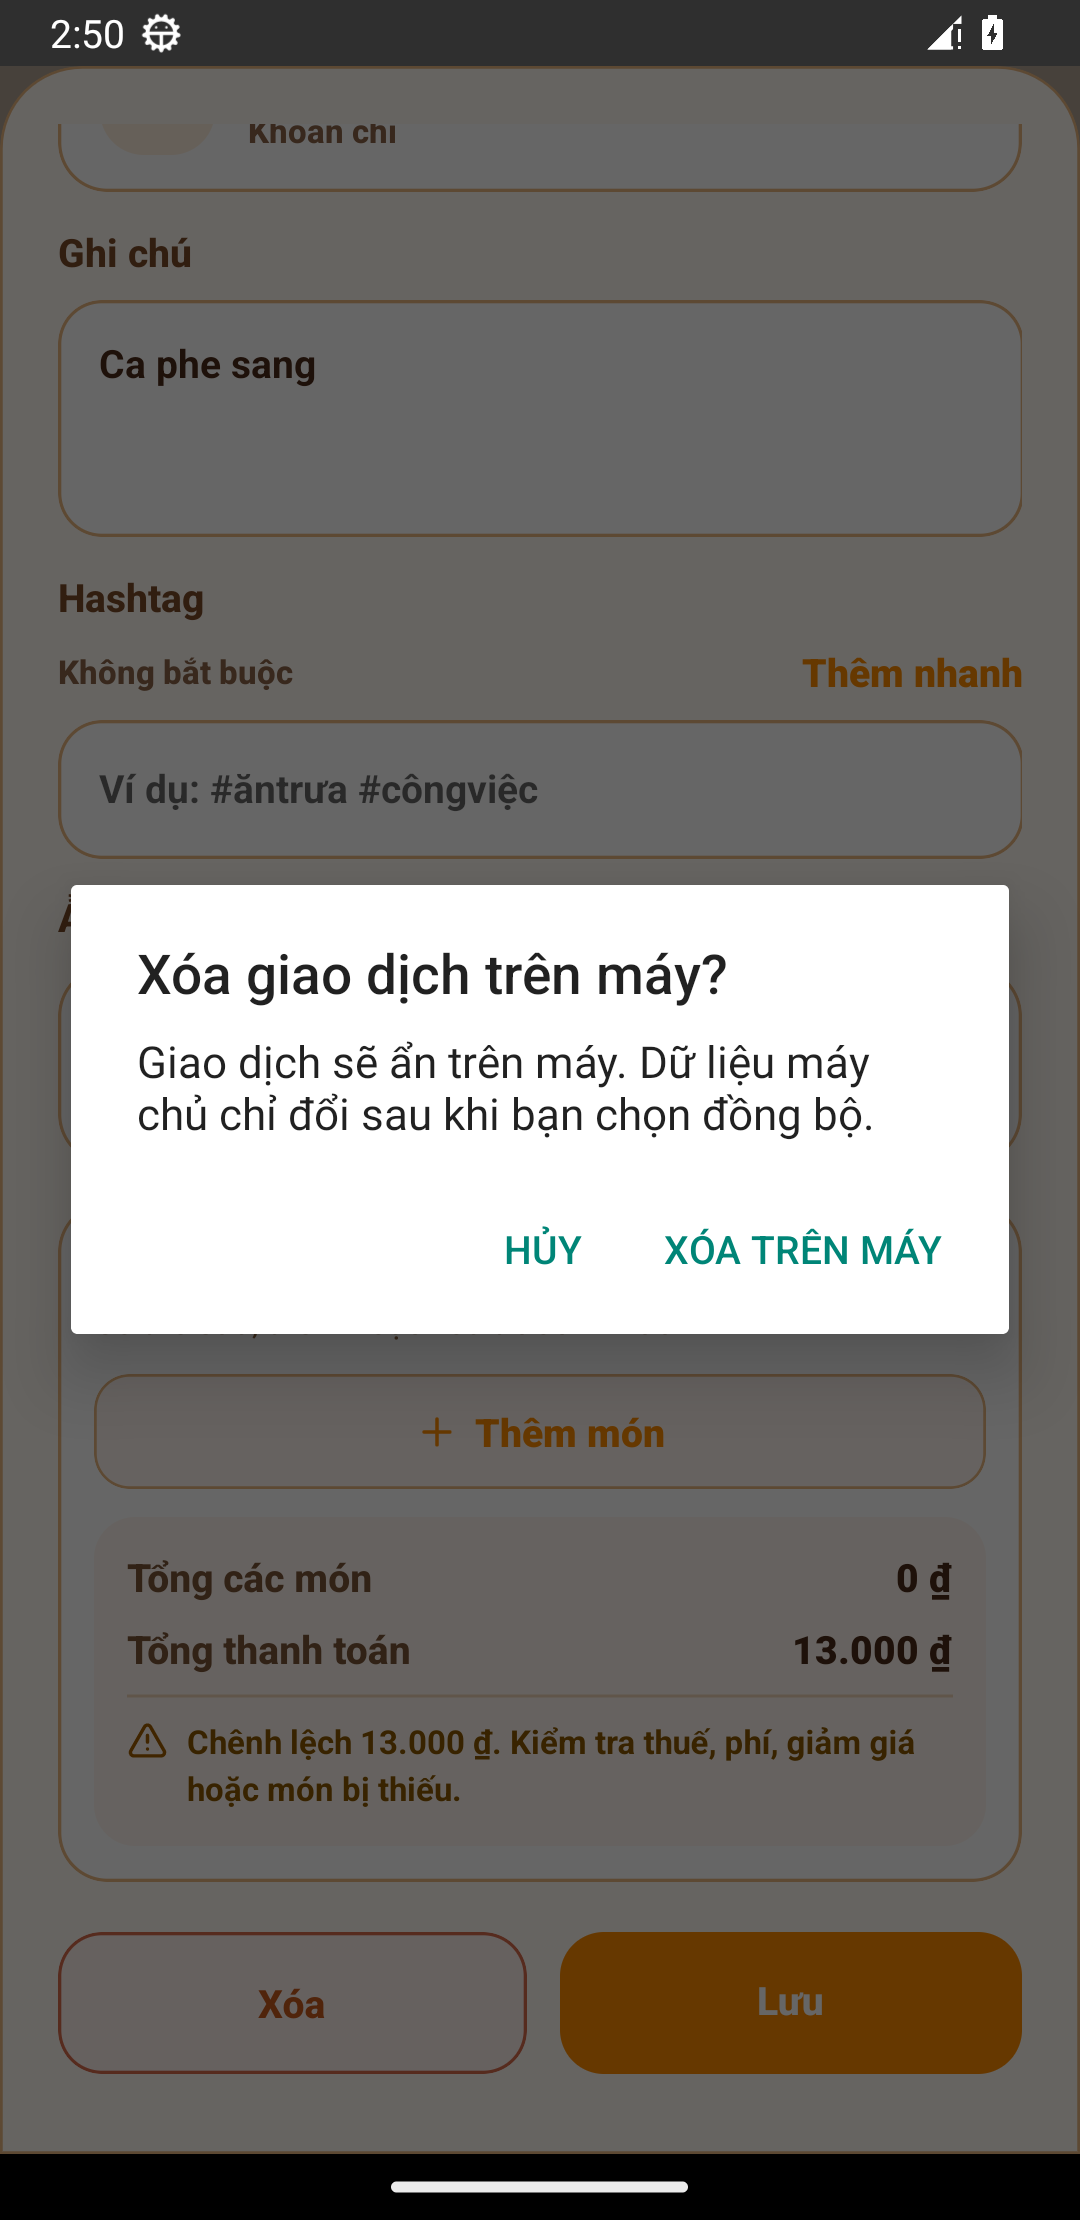 2:50
Khoản chi
Ghi chú
Ca phe sang
Hashtag
Không bắt buộc
Thêm nhanh
Ví dụ: #ăntrưa #côngviệc
Xóa giao dịch trên máy?
Giao dịch sẽ ẩn trên máy. Dữ liệu máy
chủ chỉ đổi sau khi bạn chọn đồng bộ.
HỦY
XÓA TRÊN MÁY
Thêm món
Tổng các món
0 ₫
Tổng thanh toán
13.000 ₫
Chênh lệch 13.000 ₫. Kiểm tra thuế, phí, giảm giá
hoặc món bị thiếu.
Xóa
Lưu